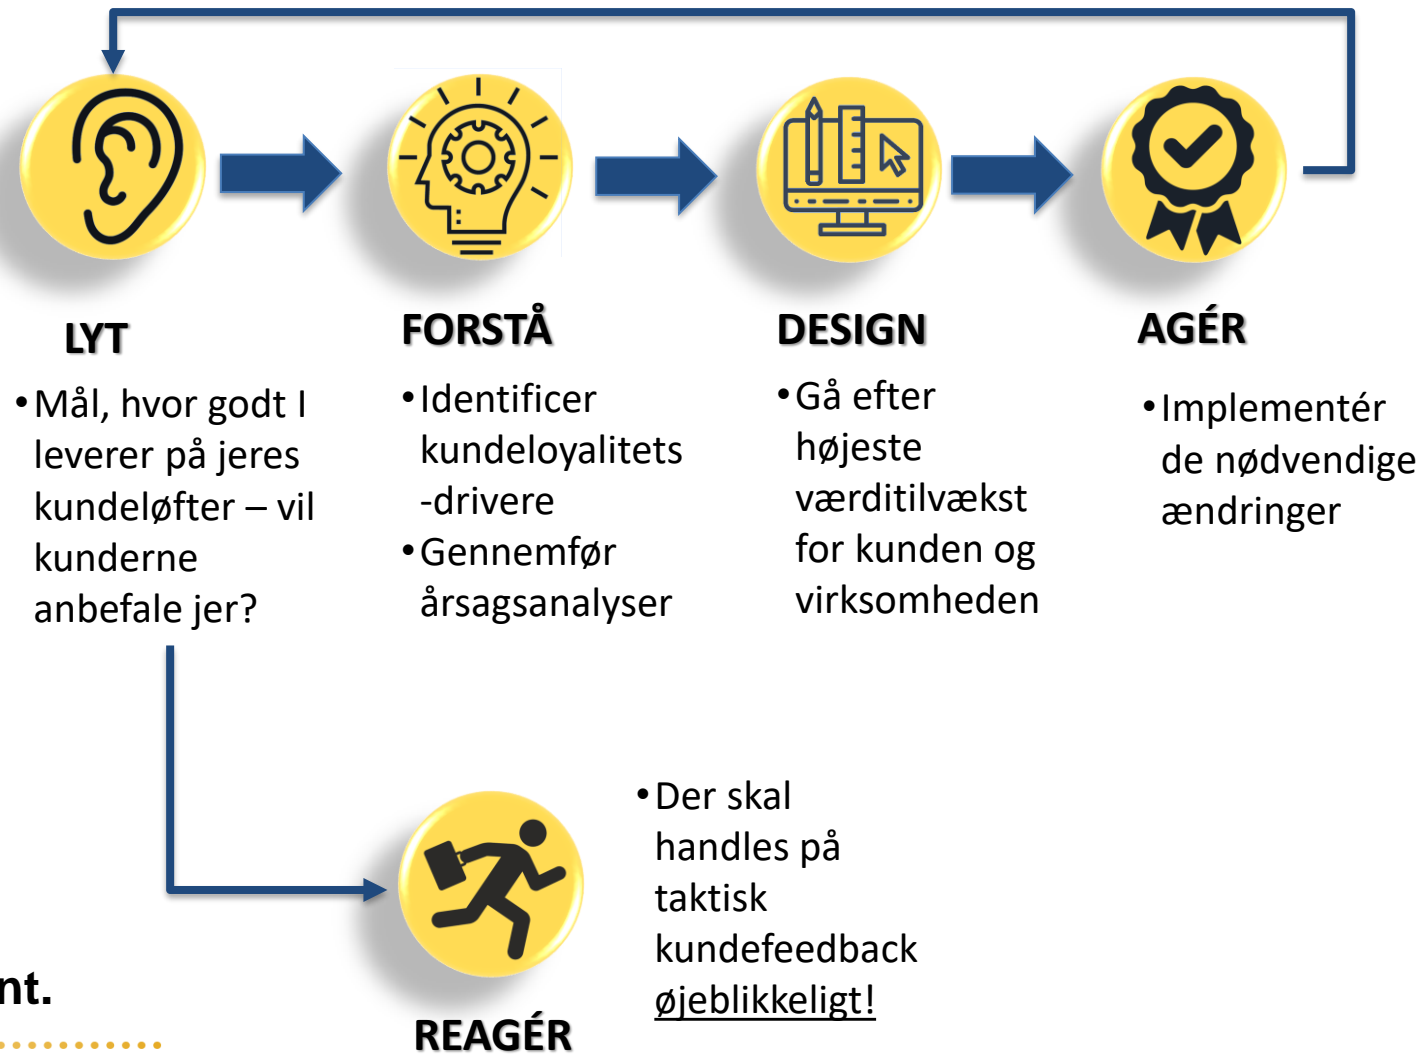 LYT
•Mål, hvor godt I
leverer på jeres
kundeløfter – vil
kunderne
anbefale jer?
FORSTÅ
•Identificer
kundeloyalitets
-drivere
•Gennemfør
årsagsanalyser
DESIGN
•Gå efter
højeste
værditilvækst
for kunden og
virksomheden
AGÉR
•Implementér
de nødvendige
ændringer
REAGÉR
•Der skal
handles på
taktisk
kundefeedback
øjeblikkeligt!
nt.